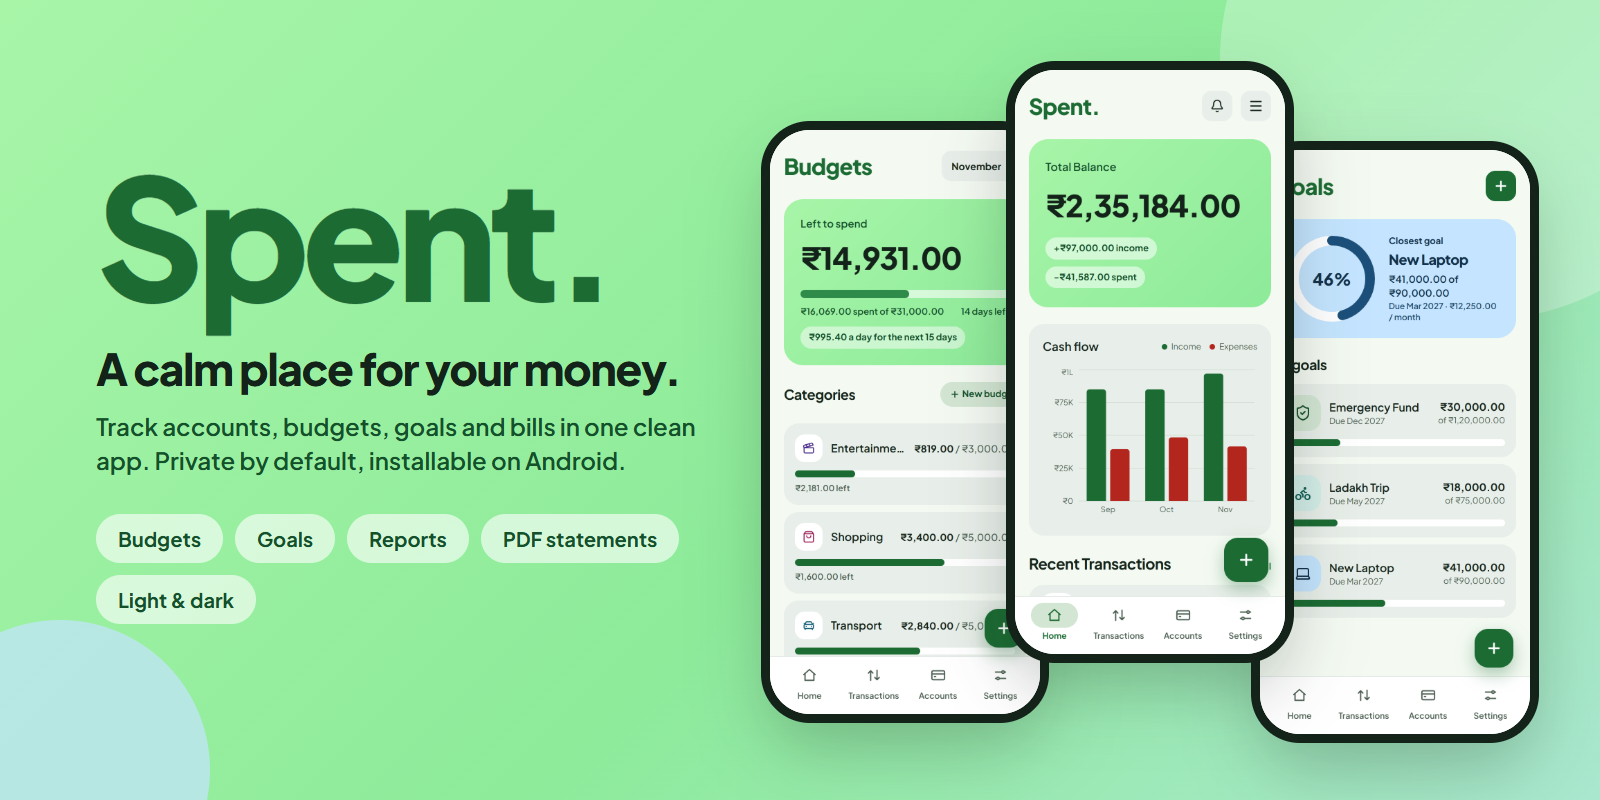 Spent.
A calm place for your money.
Track accounts, budgets, goals and bills in one clean
app. Private by default, installable on Android.
Budgets
Goals
Reports
PDF statements
Light & dark
Budgets
November
Left to spend
₹14,931.00
₹16,069.00 spent of ₹31,000.00
14 days lef
₹995.40 a day for the next 15 days
Categories
+ New budg
Entertainme...
₹819.00 / ₹3,000.0
₹2,181.00 left
Shopping
₹3,400.00 / ₹5,000.0
₹1,600.00 left
Transport
₹2,840.00 / ₹5,0
Home
Transactions
Accounts
Settings
Spent.
Total Balance
₹2,35,184.00
+₹97,000.00 income
-₹41,587.00 spent
Cash flow
Income
Expenses
₹1L
₹75K
₹50K
₹25K
₹0
Sep
Oct
Nov
Recent Transactions
Home
Transactions
Accounts
Settings
oals
46%
Closest goal
New Laptop
₹41,000.00 of
₹90,000.00
Due Mar 2027 · ₹12,250.00
/ month
goals
Emergency Fund
₹30,000.00
Due Dec 2027
of ₹1,20,000.00
Ladakh Trip
₹18,000.00
Due May 2027
of ₹75,000.00
New Laptop
₹41,000.00
Due Mar 2027
of ₹90,000.00
Home
Transactions
Accounts
Settings